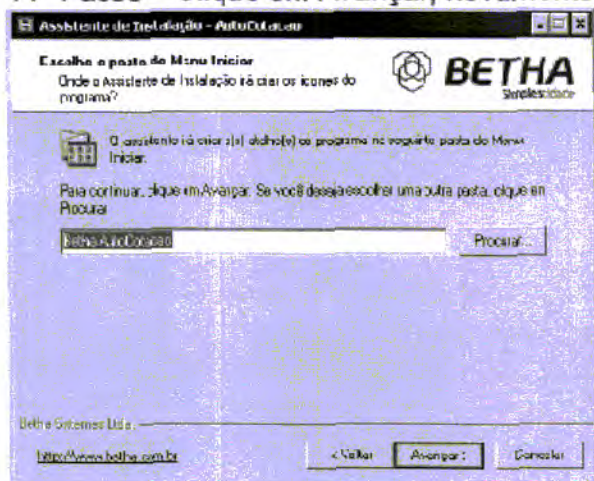 Assistente de Instalação - AutoCotacao
Escolha a pasta do Menu Iniciar
Onde o Assistente de Instalação irá criar os ícones do
programa?
BETHA
Simplescidade
O assistente irá criar o(s) atalho(s) do programa na seguinte pasta do Menu
Iniciar.
Para continuar, clique em Avançar. Se você deseja escolher uma outra pasta, clique em
Procurar
Betha AutoCotacao
Procurar...
Betha Sistemas Ltda.
http://www.betha.com.br
< Voltar
Avançar >
Cancelar